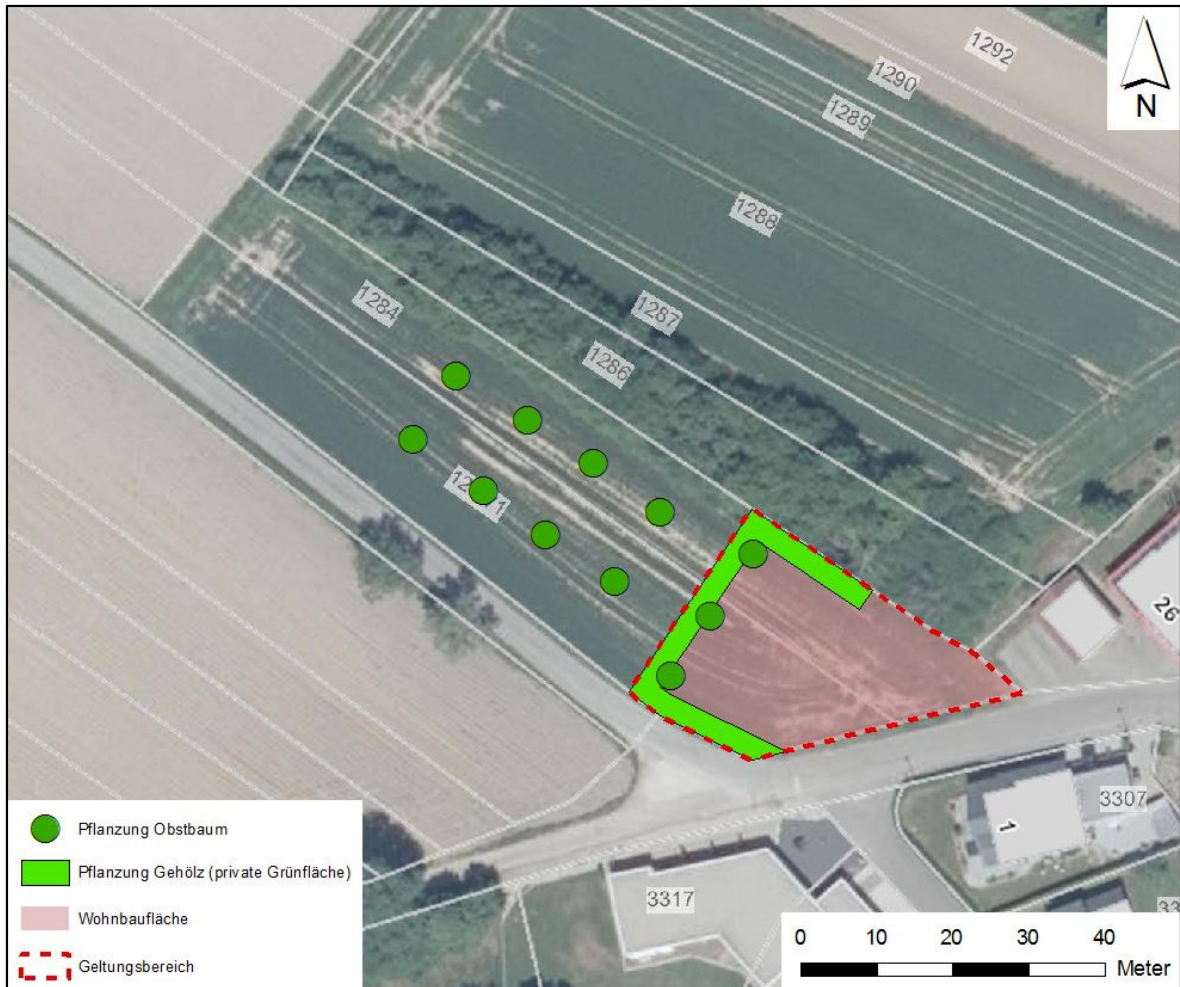 1292
1290
1289
N
1288
1284
1287
1286
26
3307
1
3317
Pflanzung Obstbaum
Pflanzung Gehölz (private Grünfläche)
Wohnbaufläche
Geltungsbereich
0 10 20 30 40
Meter